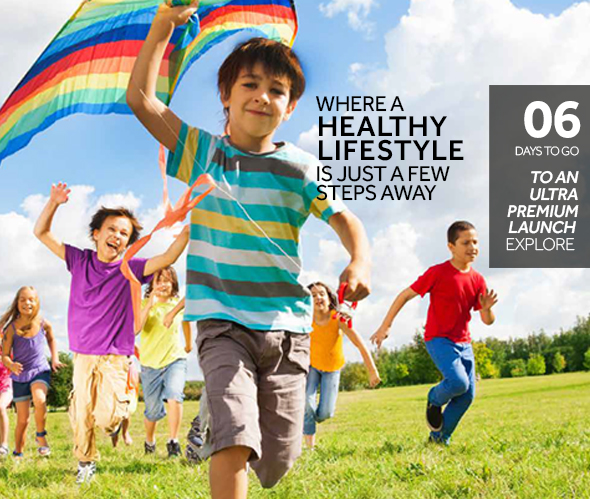 WHERE A
HEALTHY
LIFESTYLE
IS JUST A FEW
STEPS AWAY
06
DAYS TO GO
TO AN
ULTRA
PREMIUM
LAUNCH
EXPLORE